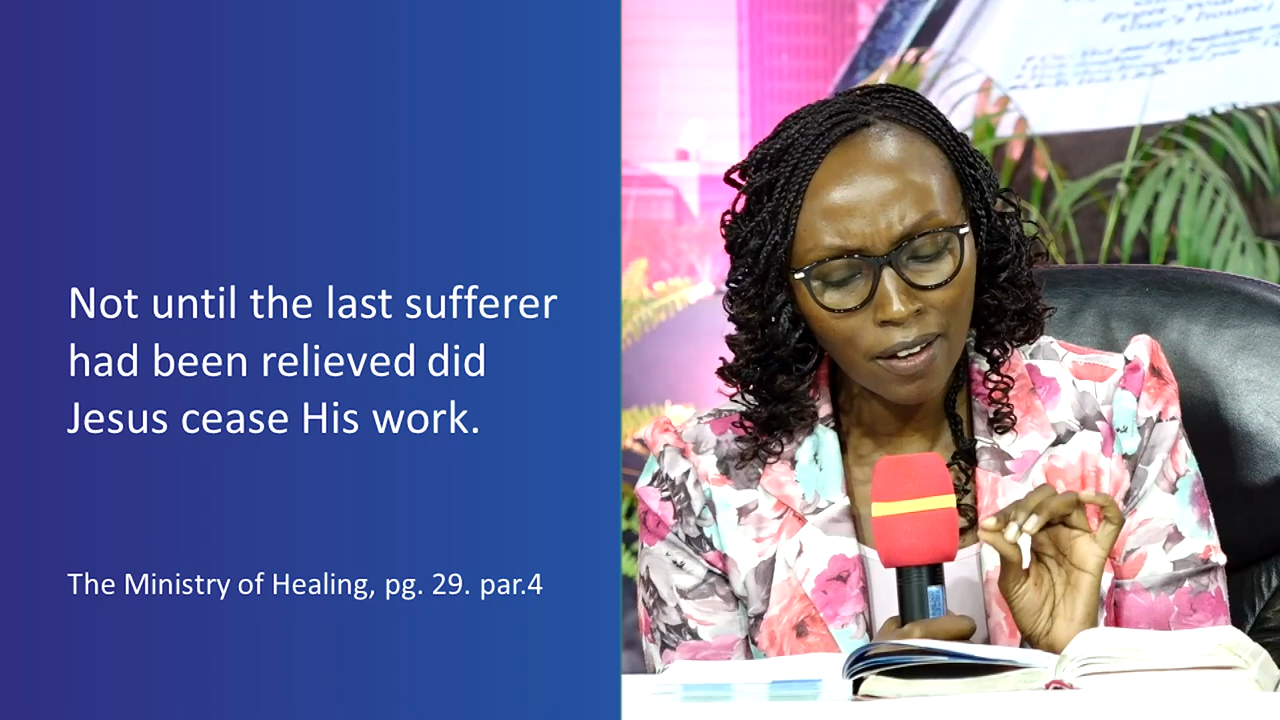 Not until the last sufferer
had been relieved did
Jesus cease His work.
The Ministry of Healing, pg. 29. par.4